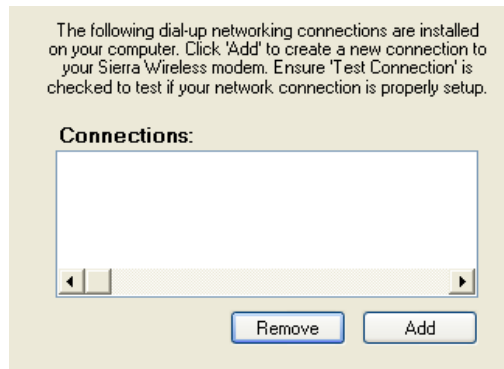 The following dial-up networking connections are installed
on your computer. Click 'Add' to create a new connection to
your Sierra Wireless modem. Ensure 'Test Connection' is
checked to test if your network connection is properly setup.
Connections:
Remove
Add